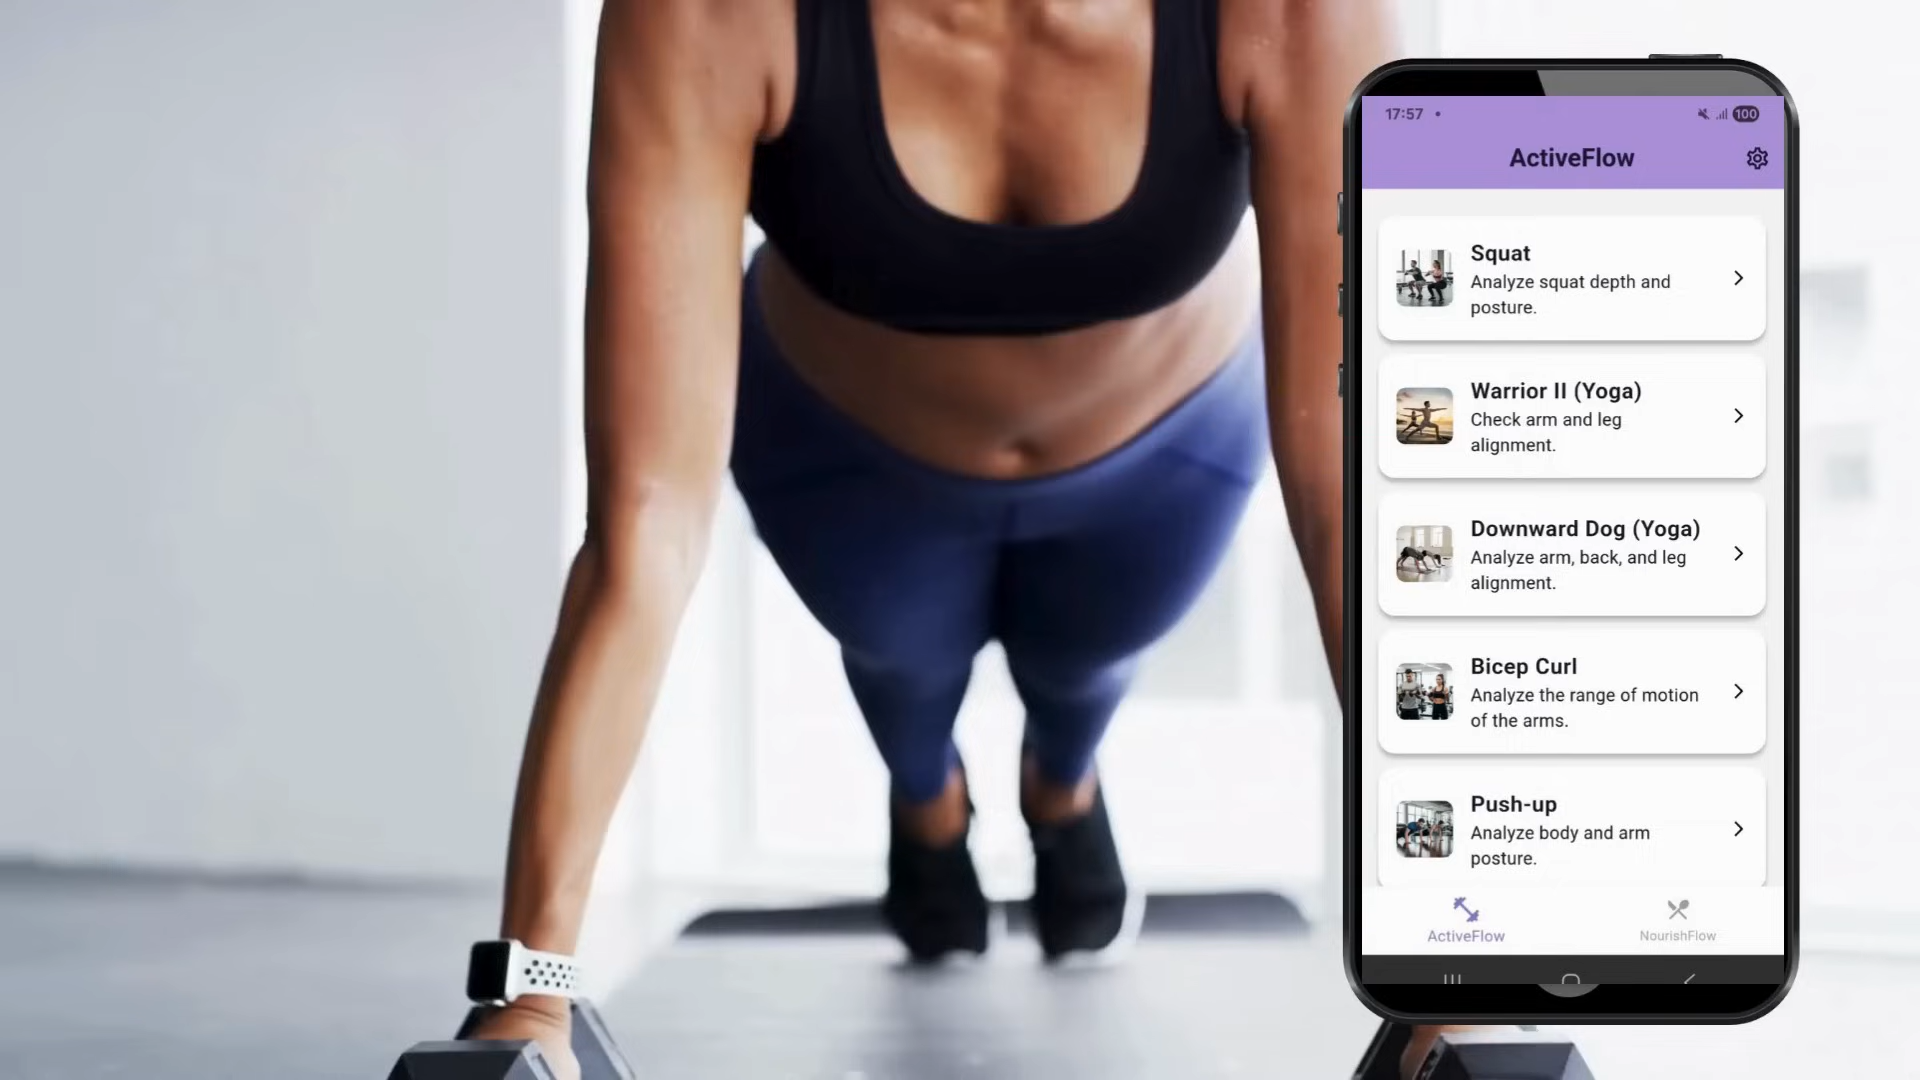 17:57
100
ActiveFlow
Squat
Analyze squat depth and
posture.
Warrior II (Yoga)
Check arm and leg
alignment.
Downward Dog (Yoga)
Analyze arm, back, and leg
alignment.
Bicep Curl
Analyze the range of motion
of the arms.
Push-up
Analyze body and arm
posture.
ActiveFlow
NourishFlow